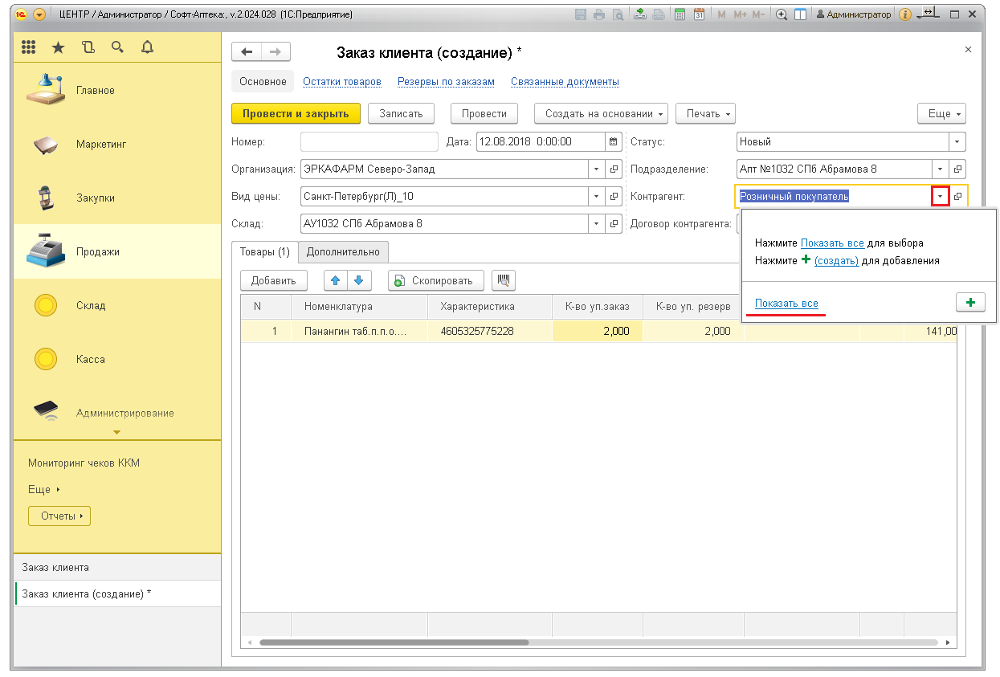 ЦЕНТР / Администратор / Софт-Аптека:, v.2.024.028 (1С:Предприятие)
M M+ M- Администратор
Заказ клиента (создание) *
Основное Остатки товаров Резервы по заказам Связанные документы
Провести и закрыть Записать Провести Создать на основании Печать Еще
Номер: Дата: 12.08.2018 0:00:00 Статус: Новый
Организация: ЭРКАФАРМ Северо-Запад Подразделение: Апт №1032 СПб Абрамова 8
Вид цены: Санкт-Петербург(Л)_10 Контрагент: Розничный покупатель
Склад: АУ1032 СПб Абрамова 8 Договор контрагента:
Нажмите Показать все для выбора
Нажмите + (создать) для добавления
Показать все
Товары (1) Дополнительно
Добавить Скопировать
N Номенклатура Характеристика К-во уп.заказ К-во уп. резерв
1 Панангин таб.п.п.о.... 4605325775228 2,000 2,000 141,00
Главное
Маркетинг
Закупки
Продажи
Склад
Касса
Администрирование
Мониторинг чеков ККМ
Еще
Отчеты
Заказ клиента
Заказ клиента (создание) *